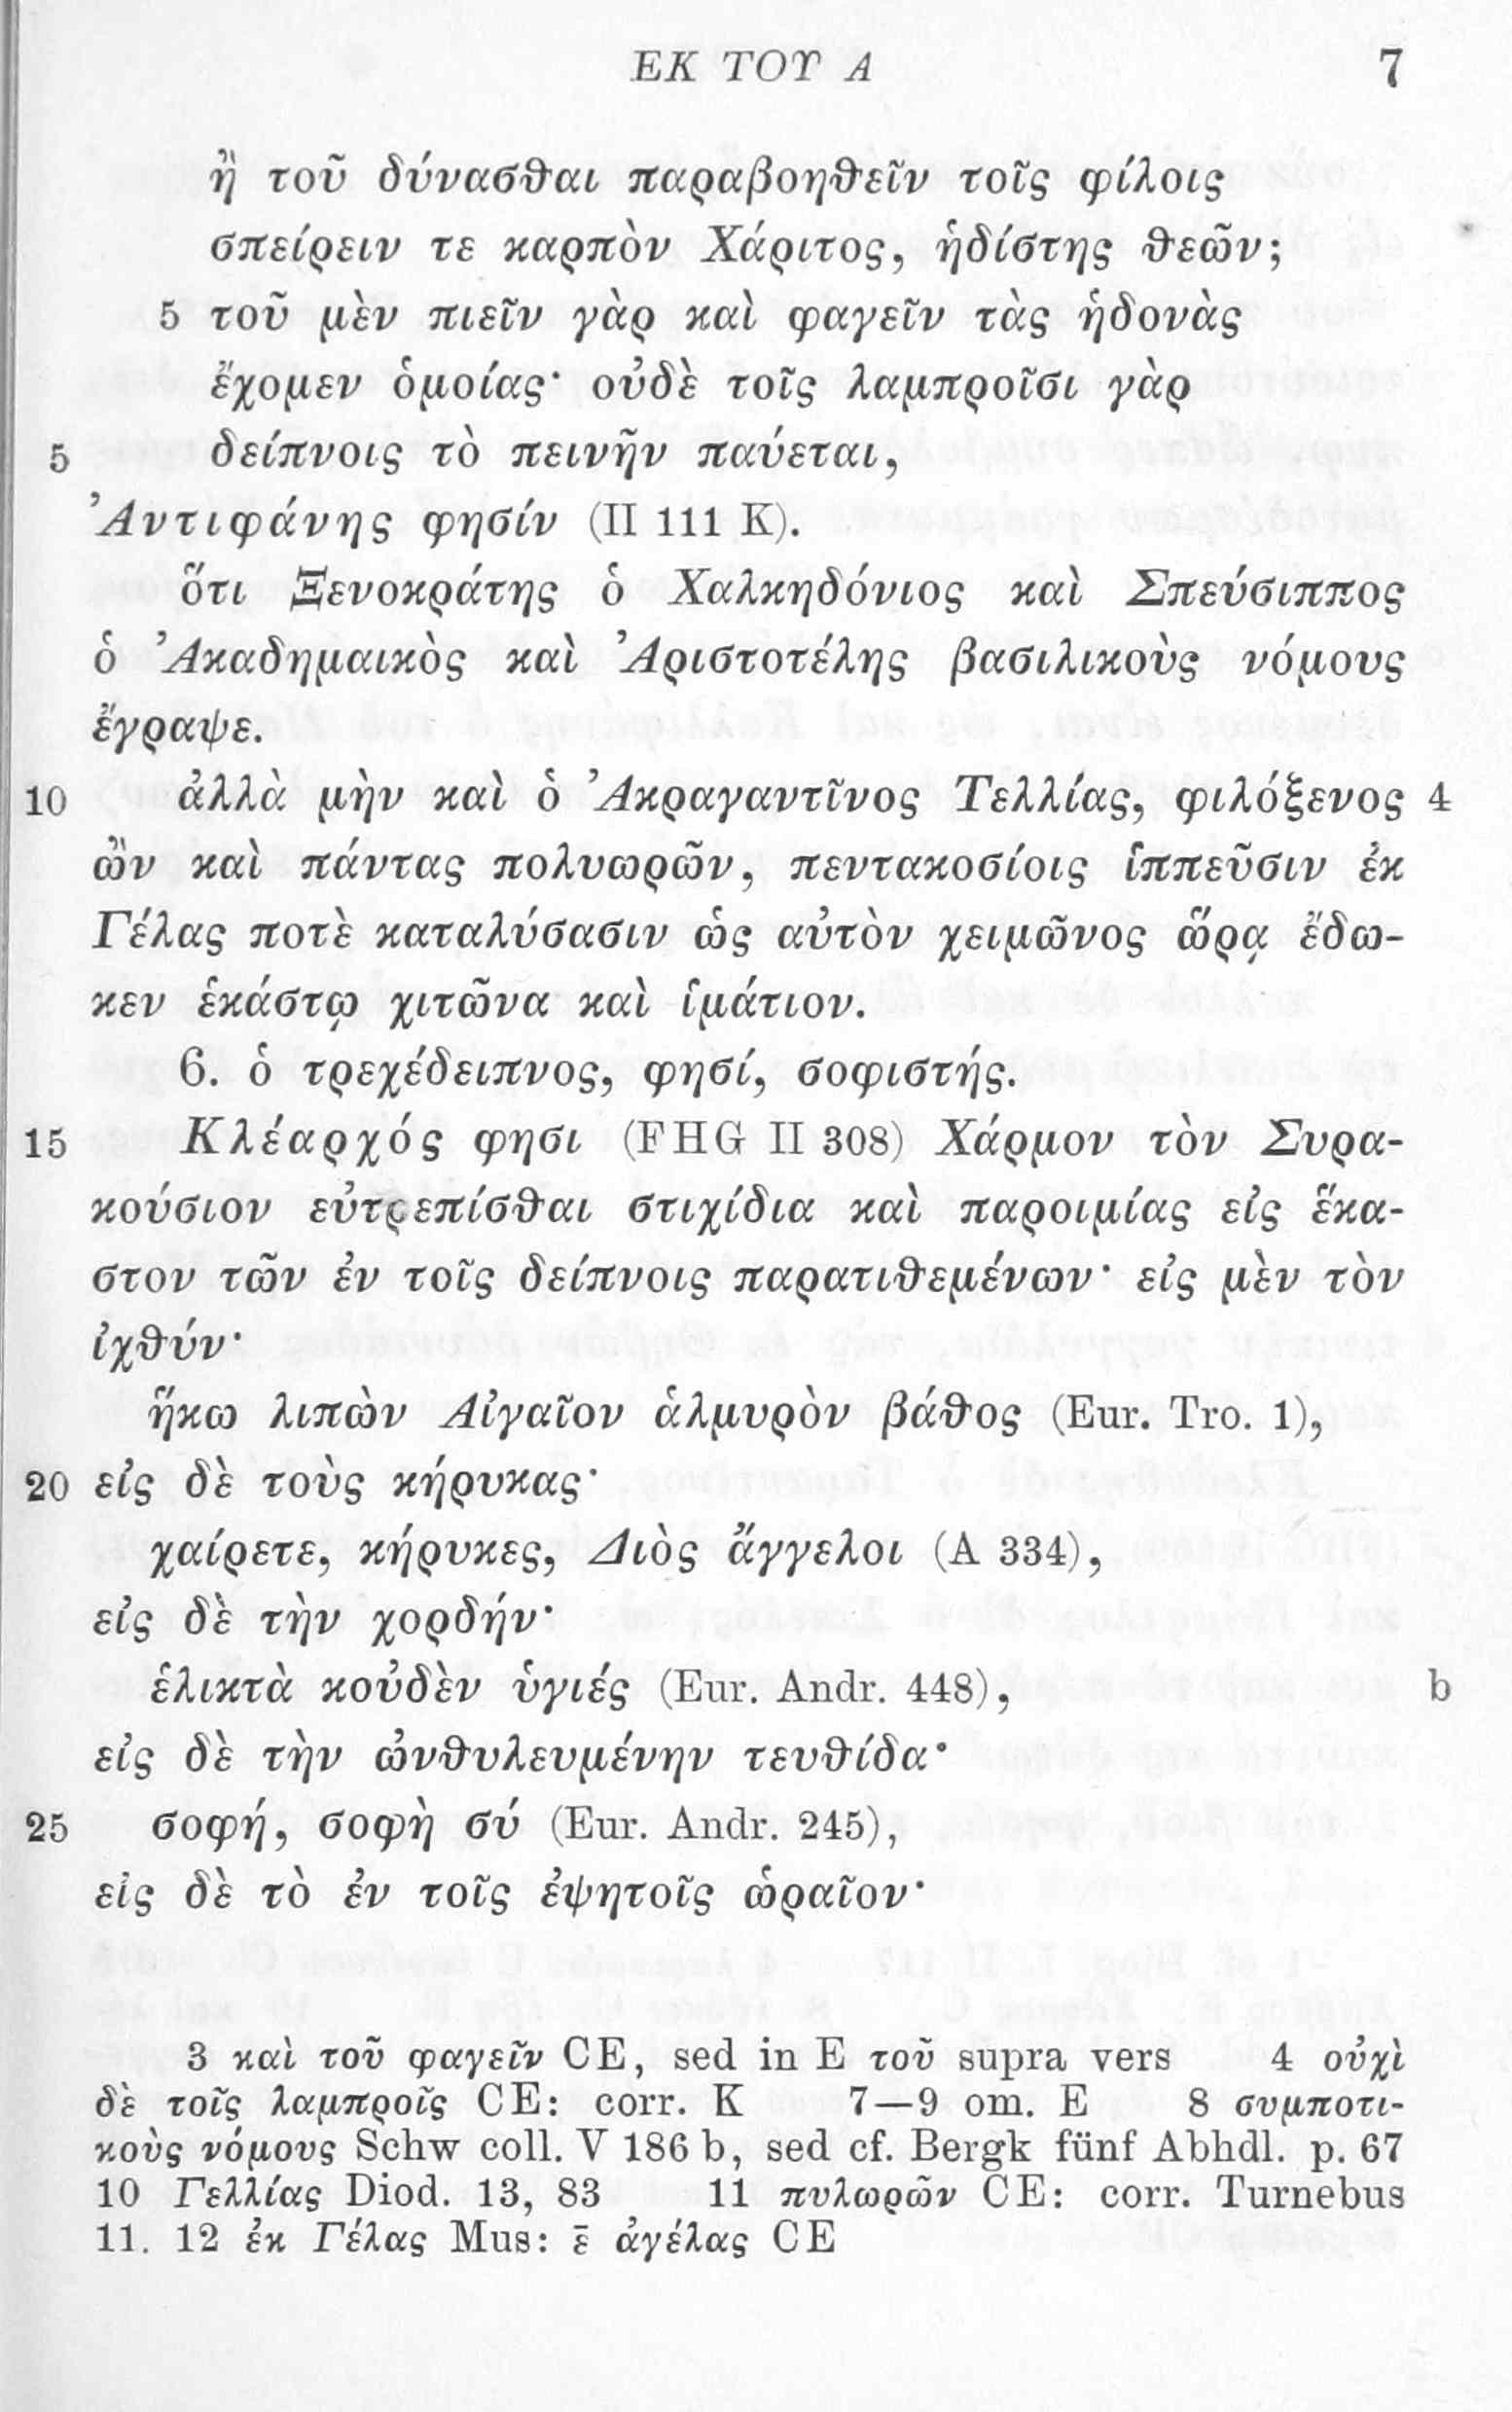 ΕΚ ΤΟΥ Α 7
ἢ τοῦ δύνασθαι παραβοηθεῖν τοῖς φίλοις
σπείρειν τε καρπὸν Χάριτος, ἡδίστης θεῶν;
5 τοῦ μὲν πιεῖν γὰρ καὶ φαγεῖν τὰς ἡδονὰς
ἔχομεν ὁμοίας· οὐδὲ τοῖς λαμπροῖσι γὰρ
5 δείπνοις τὸ πεινῆν παύεται,
Ἀντιφάνης φησίν (II 111 K).
ὅτι Ξενοκράτης ὁ Χαλκηδόνιος καὶ Σπεύσιππος
ὁ Ἀκαδημαικὸς καὶ Ἀριστοτέλης βασιλικοὺς νόμους
ἔγραψε.
10 ἀλλὰ μὴν καὶ ὁ Ἀκραγαντῖνος Τελλίας, φιλόξενος 4
ὢν καὶ πάντας πολυωρῶν, πεντακοσίοις ἱππεῦσιν ἐκ
Γέλας ποτὲ καταλύσασιν ὡς αὐτὸν χειμῶνος ὥρᾳ ἔδω-
κεν ἑκάστῳ χιτῶνα καὶ ἱμάτιον.
6. ὁ τρεχέδειπνος, φησί, σοφιστής.
15 Κλέαρχός φησι (FHG II 308) Χάρμον τὸν Συρα-
κούσιον εὐτρεπίσθαι στιχίδια καὶ παροιμίας εἰς ἕκα-
στον τῶν ἐν τοῖς δείπνοις παρατιθεμένων· εἰς μὲν τὸν
ἰχθύν·
ἥκω λιπὼν Αἰγαῖον ἁλμυρὸν βάθος (Eur. Tro. 1),
20 εἰς δὲ τοὺς κήρυκας·
χαίρετε, κήρυκες, Διὸς ἄγγελοι (A 334),
εἰς δὲ τὴν χορδήν·
ἑλικτὰ κοὐδὲν ὑγιές (Eur. Andr. 448), b
εἰς δὲ τὴν ὠνθυλευμένην τευθίδα·
25 σοφή, σοφὴ σύ (Eur. Andr. 245),
εἰς δὲ τὸ ἐν τοῖς ἑψητοῖς ὡραῖον·
3 καὶ τοῦ φαγεῖν CE, sed in E τοῦ supra vers 4 οὐχὶ
δὲ τοῖς λαμπροῖς CE: corr. K 7—9 om. E 8 συμποτι-
κοὺς νόμους Schw coll. V 186 b, sed cf. Bergk fünf Abhdl. p. 67
10 Γελλίας Diod. 13, 83 11 πυλωρῶν CE: corr. Turnebus
11. 12 ἐκ Γέλας Mus: ε̄ ἀγέλας CE